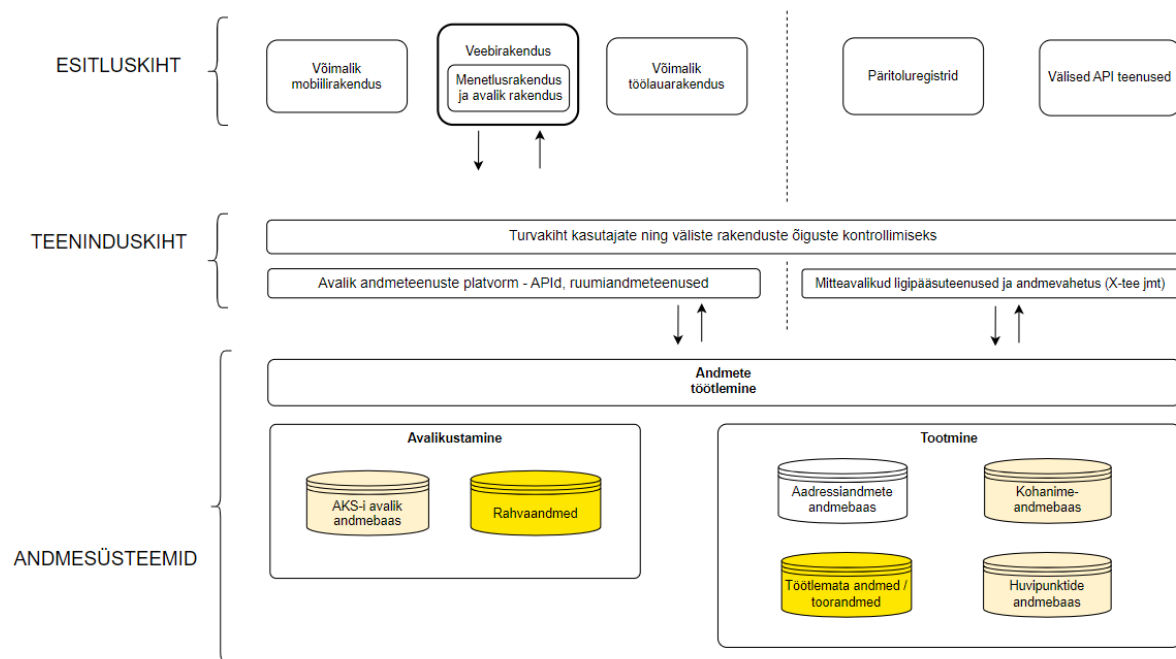 ESITLUSKIHT
Võimalik
mobiilirakendus
Veebirakendus
Menetlusrakendus
ja avalik rakendus
Võimalik
töölauarakendus
Päritoluregistrid
Välised API teenused
TEENINDUSKIHT
Turvakiht kasutajate ning väliste rakenduste õiguste kontrollimiseks
Avalik andmeteenuste platvorm - APId, ruumiandmeteenused
Mitteavalikud ligipääsuteenused ja andmevahetus (X-tee jmt)
ANDMESÜSTEEMID
Andmete
töötlemine
Avalikustamine
AKS-i avalik
andmebaas
Rahvaandmed
Tootmine
Aadressiandmete
andmebaas
Kohanime-
andmebaas
Töötlemata andmed /
toorandmed
Huvipunktide
andmebaas